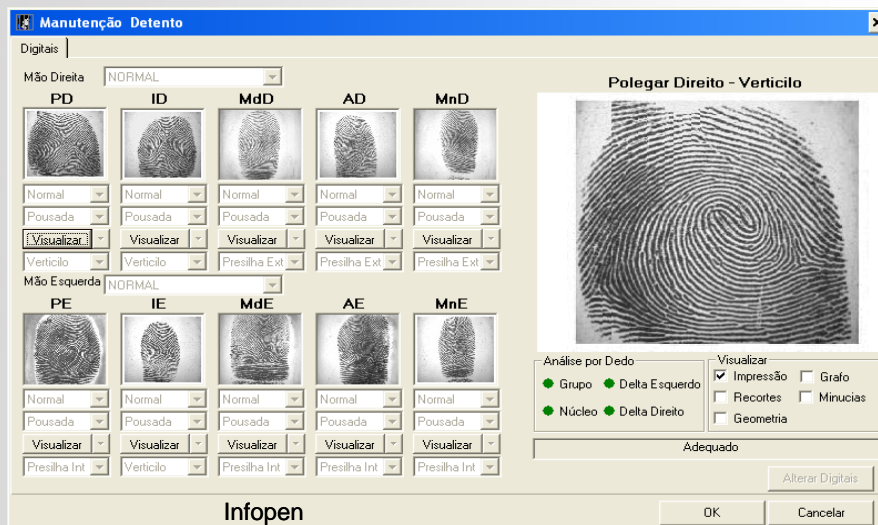 Manutenção Detento
Digitais
Mão Direita NORMAL
PD ID MdD AD MnD
Normal Normal Normal Normal Normal
Pousada Pousada Pousada Pousada Pousada
Visualizar Visualizar Visualizar Visualizar Visualizar
Verticilo Verticilo Presilha Ext Presilha Ext Presilha Ext
Mão Esquerda NORMAL
PE IE MdE AE MnE
Normal Normal Normal Normal Normal
Pousada Pousada Pousada Pousada Pousada
Visualizar Visualizar Visualizar Visualizar Visualizar
Presilha Int Verticilo Presilha Int Presilha Int Presilha Int
Polegar Direito - Verticilo
Análise por Dedo
Grupo Delta Esquerdo
Núcleo Delta Direito
Visualizar
Impressão Grafo
Recortes Minucias
Geometria
Adequado
Alterar Digitais
Infopen
OK Cancelar